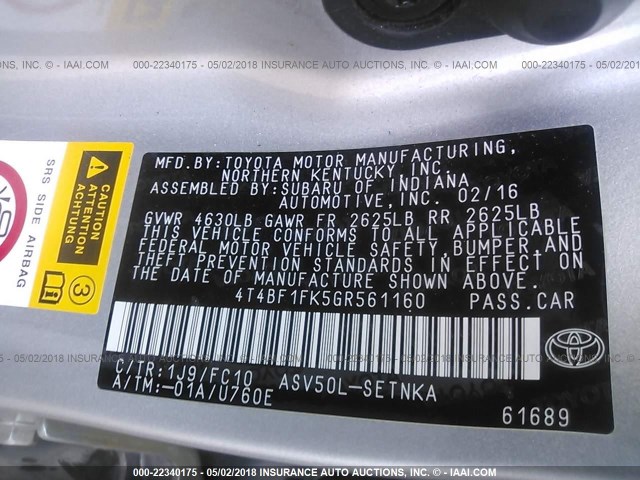 000-22340175 - 05/02/2018 INSURANCE AUTO AUCTIONS, INC. © - IAAI.COM
SRS SIDE AIRBAG
CAUTION
ATTENTION
ACHTUNG
3
MFD.BY:TOYOTA MOTOR MANUFACTURING,
NORTHERN KENTUCKY,INC.
ASSEMBLED BY:SUBARU OF INDIANA
AUTOMOTIVE,INC. 02/16
GVWR 4630LB GAWR FR 2625LB RR 2625LB
THIS VEHICLE CONFORMS TO ALL APPLICABLE
FEDERAL MOTOR VEHICLE SAFETY,BUMPER,AND
THEFT PREVENTION STANDARDS IN EFFECT ON
THE DATE OF MANUFACTURE SHOWN ABOVE.
4T4BF1FK5GR561160 PASS.CAR
C/TR:1J9/FC10 ASV50L-SETNKA
A/TM:-01A/U760E
61689
000-22340175 - 05/02/2018 INSURANCE AUTO AUCTIONS, INC. © - IAAI.COM
000-22340175 - 05/02/2018 INSURANCE AUTO AUCTIONS, INC. © - IAAI.COM